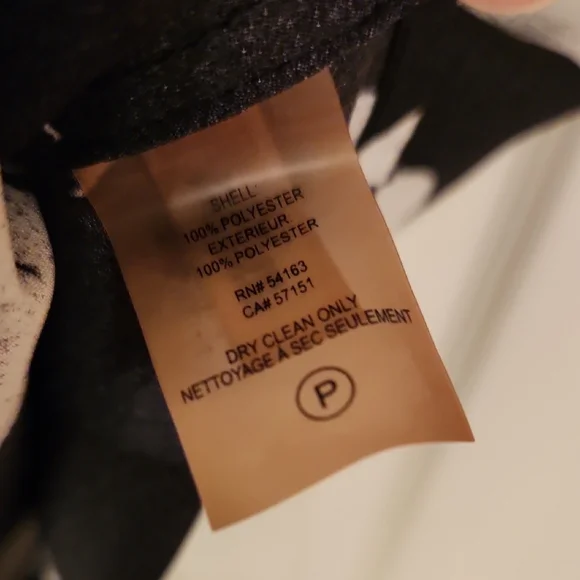 SHELL
100% POLYESTER
EXTERIEUR
100% POLYESTER
RN# 54163
CA# 57151
DRY CLEAN ONLY
NETTOYAGE À SEC SEULEMENT
P